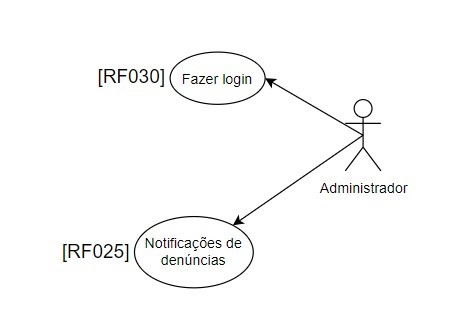 [RF030]
Fazer login
Administrador
[RF025]
Notificações de
denúncias